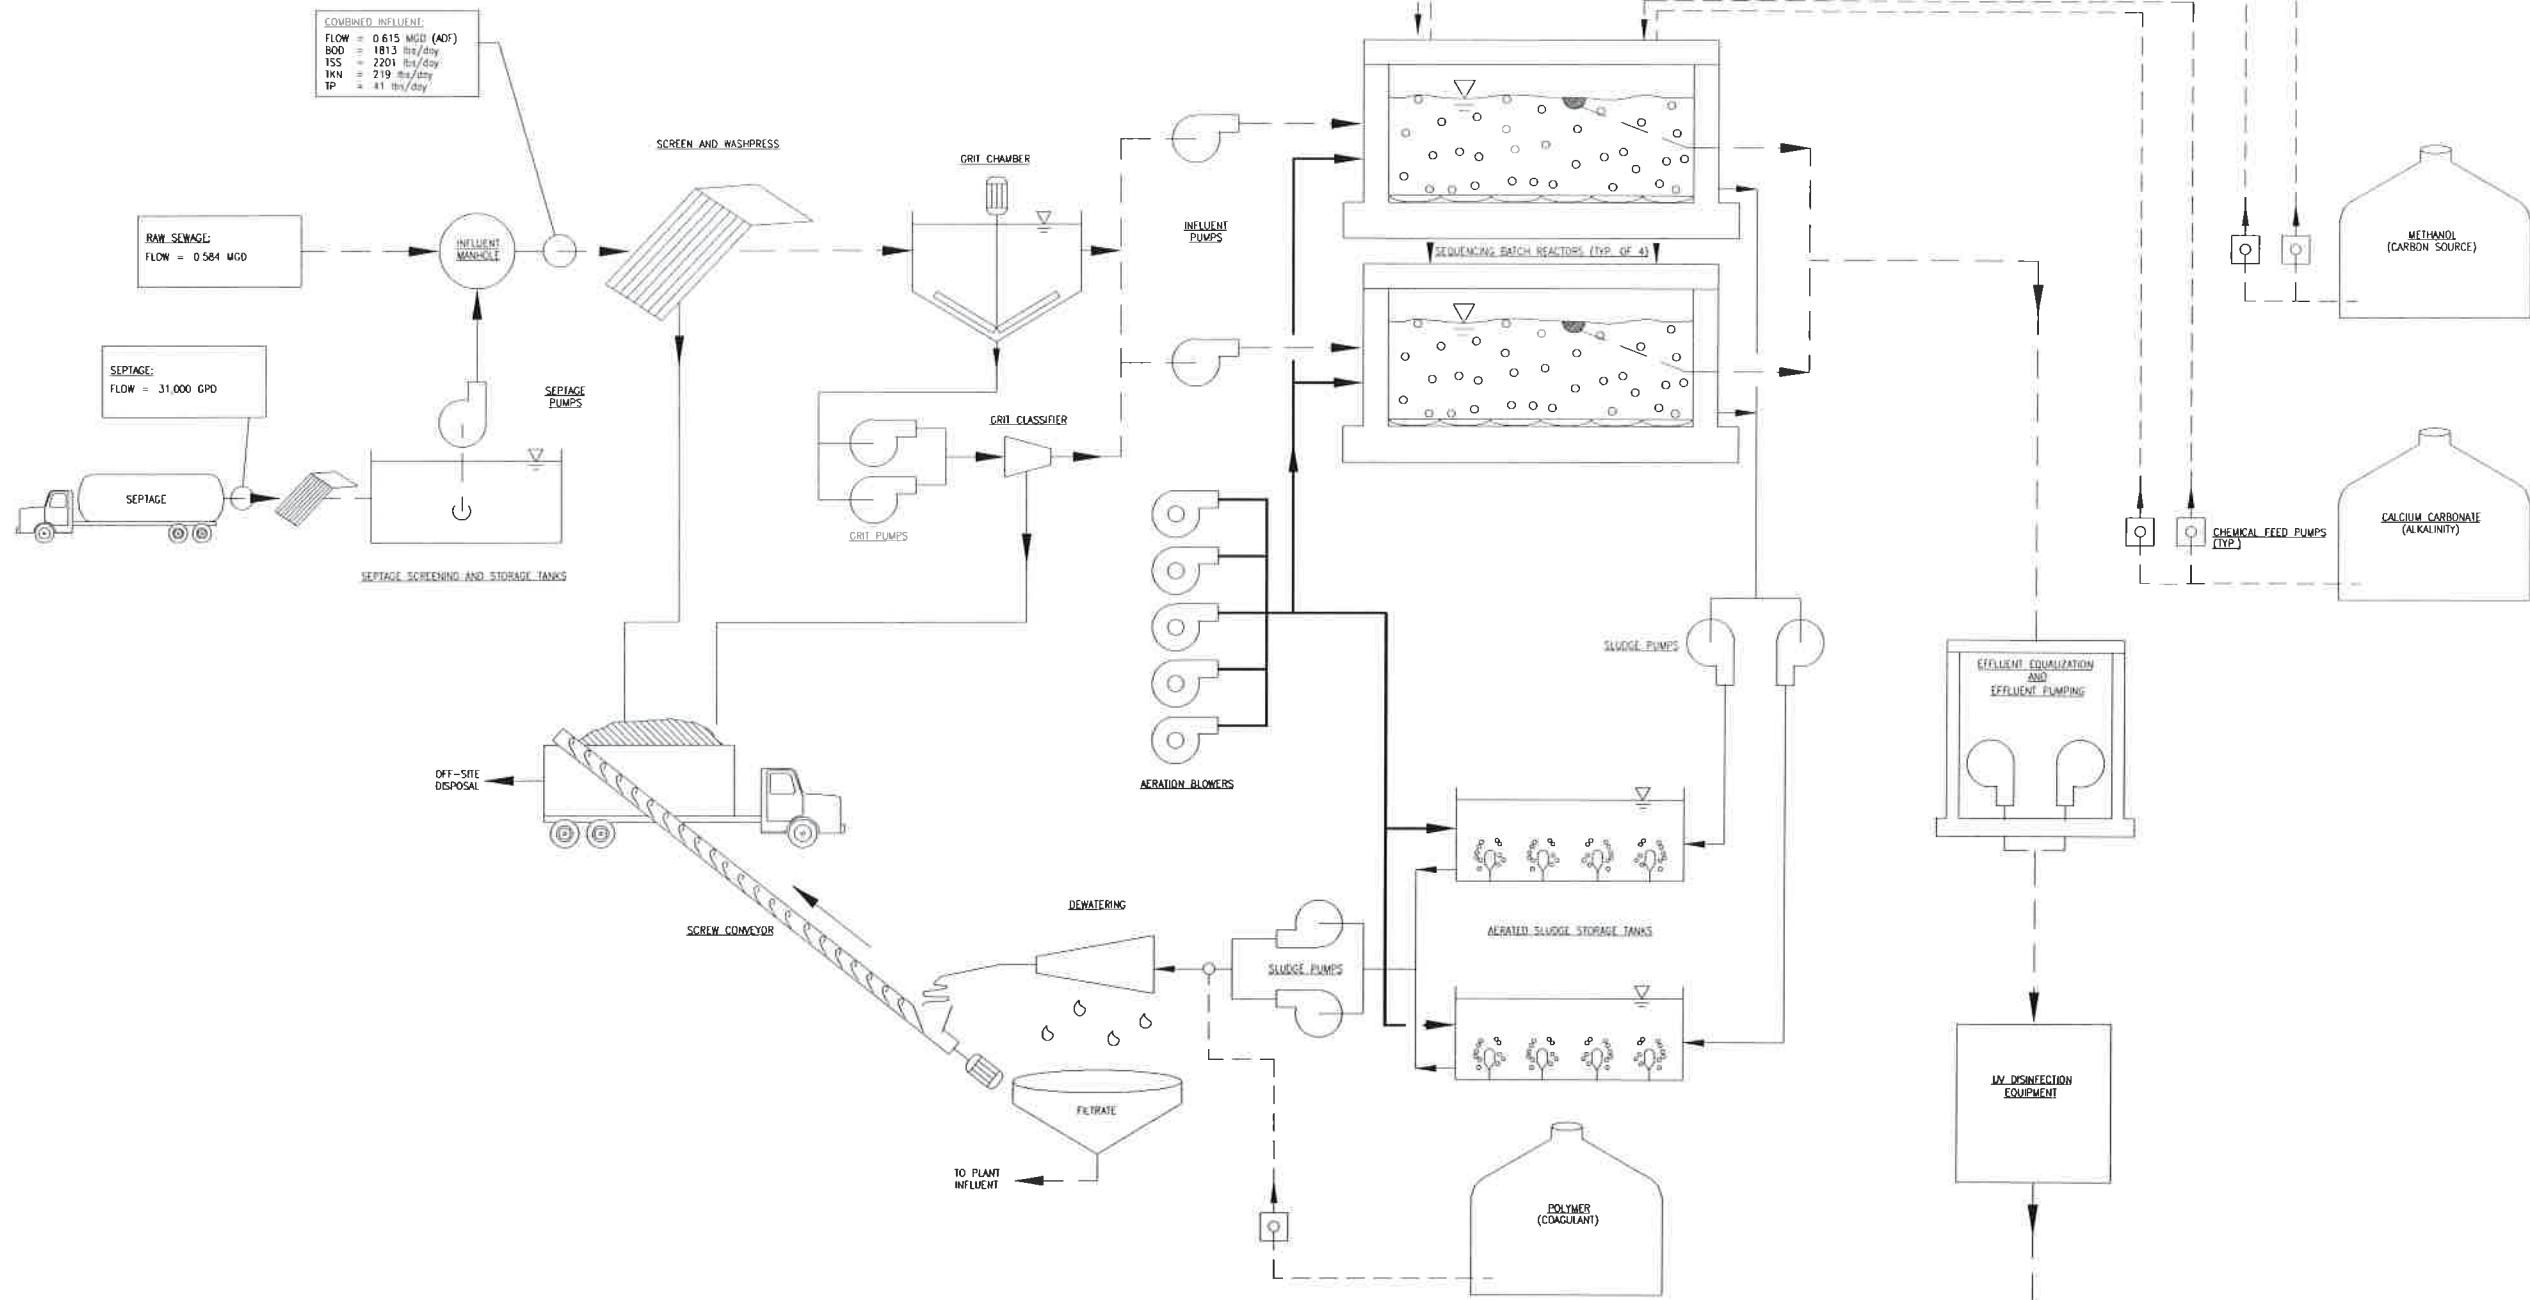 COMBINED INFLUENT:
FLOW = 0.615 MGD (ADF)
BOD = 1813 lbs/day
TSS = 2201 lbs/day
TKN = 219 lbs/day
TP = 41 lbs/day
SCREEN AND WASHPRESS
GRIT CHAMBER
RAW SEWAGE:
FLOW = 0.584 MGD
INFLUENT
MANHOLE
INFLUENT
PUMPS
SEQUENCING BATCH REACTORS (TYP. OF 4)
METHANOL
(CARBON SOURCE)
SEPTAGE:
FLOW = 31,000 GPD
SEPTAGE
PUMPS
GRIT CLASSIFIER
SEPTAGE
GRIT PUMPS
SEPTAGE SCREENING AND STORAGE TANKS
CHEMICAL FEED PUMPS
(TYP.)
CALCIUM CARBONATE
(ALKALINITY)
SLUDGE PUMPS
EFFLUENT EQUALIZATION
AND
EFFLUENT PUMPING
OFF-SITE
DISPOSAL
AERATION BLOWERS
SCREW CONVEYOR
DEWATERING
SLUDGE PUMPS
AERATED SLUDGE STORAGE TANKS
FILTRATE
UV DISINFECTION
EQUIPMENT
TO PLANT
INFLUENT
POLYMER
(COAGULANT)